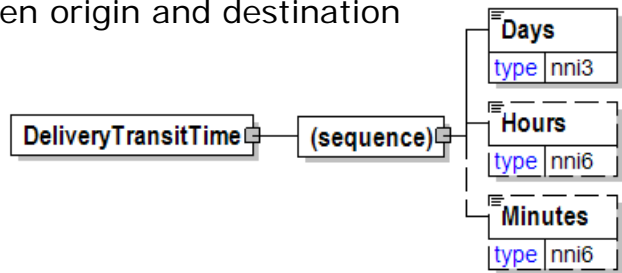 en origin and destination
Days
type nni3
DeliveryTransitTime
(sequence)
Hours
type nni6
Minutes
type nni6